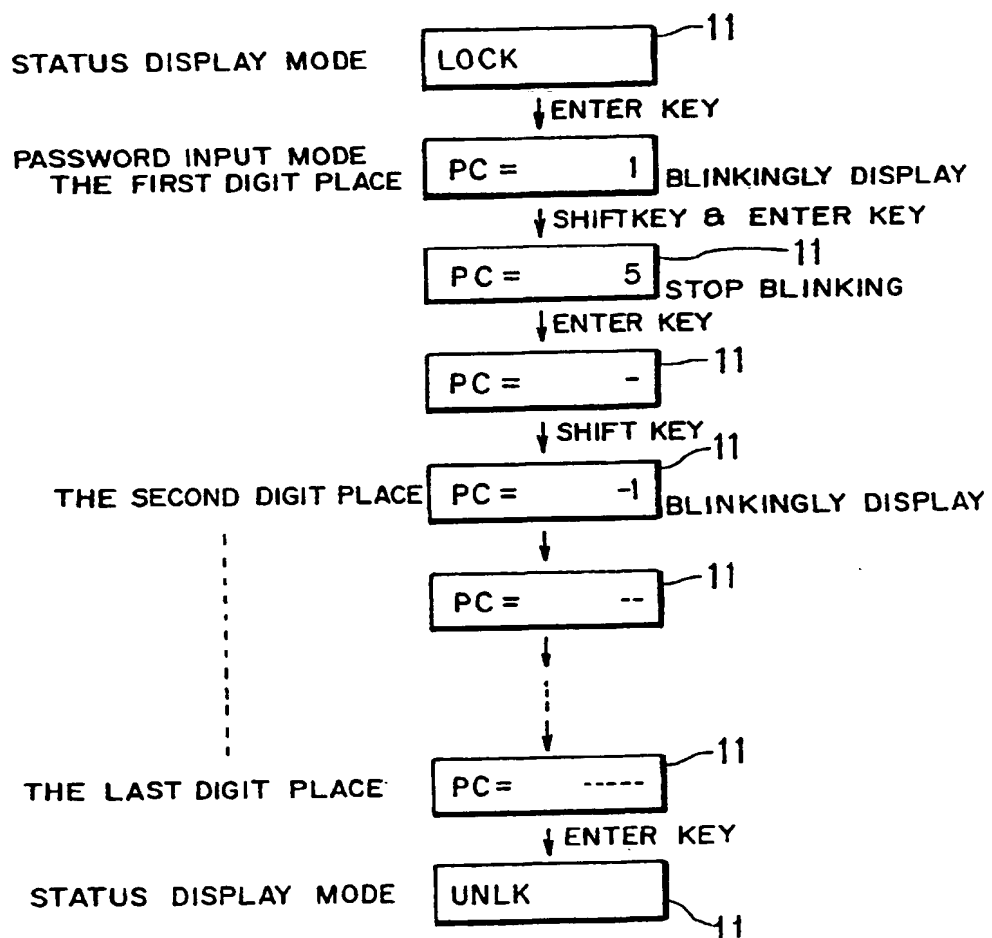 11
STATUS DISPLAY MODE LOCK
ENTER KEY
PASSWORD INPUT MODE
THE FIRST DIGIT PLACE PC = 1 BLINKINGLY DISPLAY
SHIFTKEY & ENTER KEY
11
PC = 5 STOP BLINKING
ENTER KEY
11
PC = -
SHIFT KEY
11
THE SECOND DIGIT PLACE PC = -1 BLINKINGLY DISPLAY
11
PC = --
11
THE LAST DIGIT PLACE PC = -----
ENTER KEY
STATUS DISPLAY MODE UNLK
11